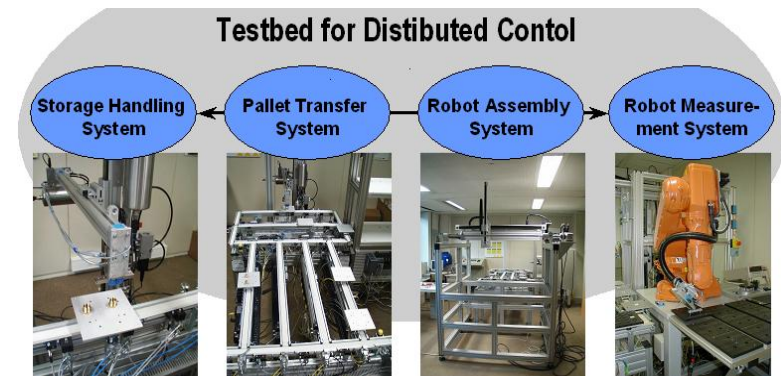 Testbed for Distibuted Contol
Storage Handling
System
Pallet Transfer
System
Robot Assembly
System
Robot Measure-
ment System